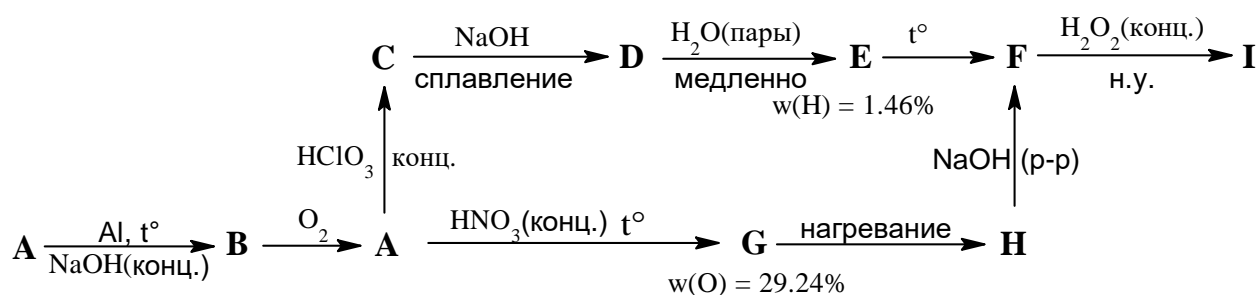 C NaOH сплавление D H₂O(пары) медленно E t° F H₂O₂(конц.) н.у. I
w(H) = 1.46%
HClO₃ конц.
NaOH (р-р)
A Al, t° NaOH(конц.) B O₂ A HNO₃(конц.) t° G нагревание H
w(O) = 29.24%